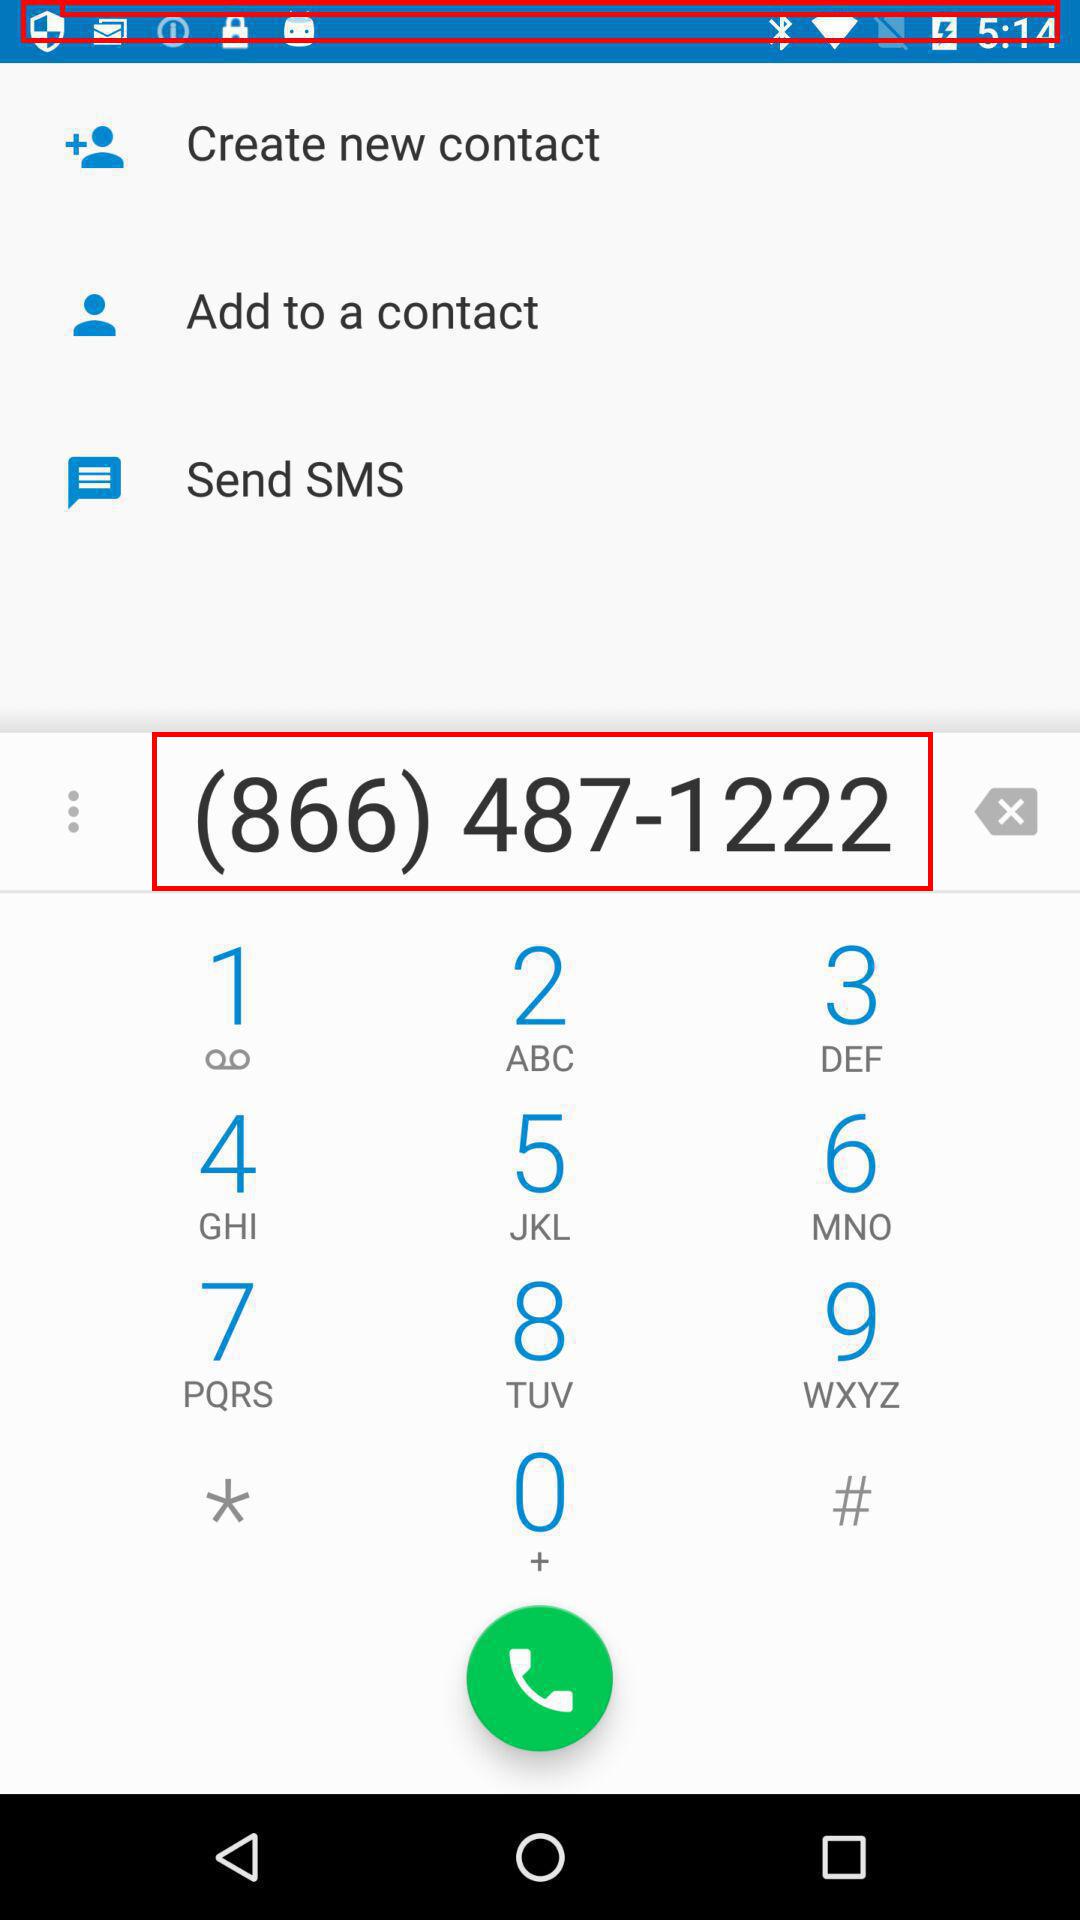 5:14
Create new contact
Add to a contact
Send SMS
(866) 487-1222
1 2 3
ABC DEF
4 5 6
GHI JKL MNO
7 8 9
PQRS TUV WXYZ
* 0 #
+